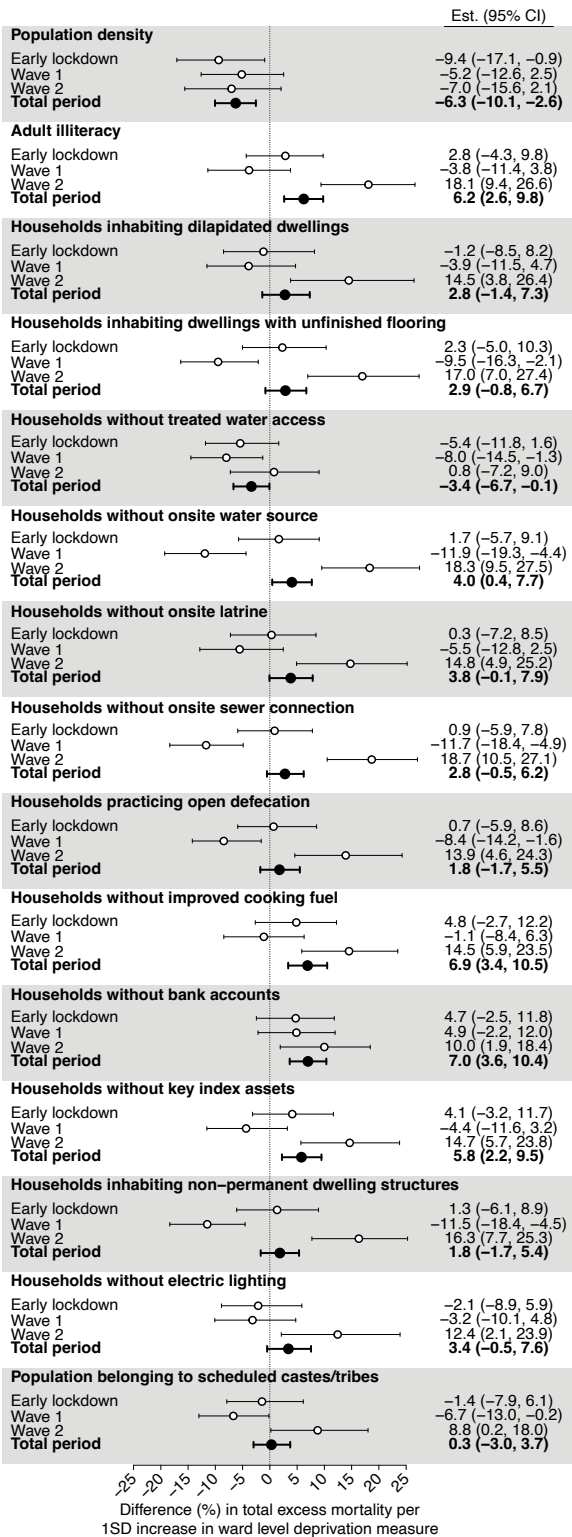 Est. (95% CI)
Population density
Early lockdown −9.4 (−17.1, −0.9)
Wave 1 −5.2 (−12.6, 2.5)
Wave 2 −7.0 (−15.6, 2.1)
Total period −6.3 (−10.1, −2.6)
Adult illiteracy
Early lockdown 2.8 (−4.3, 9.8)
Wave 1 −3.8 (−11.4, 3.8)
Wave 2 18.1 (9.4, 26.6)
Total period 6.2 (2.6, 9.8)
Households inhabiting dilapidated dwellings
Early lockdown −1.2 (−8.5, 8.2)
Wave 1 −3.9 (−11.5, 4.7)
Wave 2 14.5 (3.8, 26.4)
Total period 2.8 (−1.4, 7.3)
Households inhabiting dwellings with unfinished flooring
Early lockdown 2.3 (−5.0, 10.3)
Wave 1 −9.5 (−16.3, −2.1)
Wave 2 17.0 (7.0, 27.4)
Total period 2.9 (−0.8, 6.7)
Households without treated water access
Early lockdown −5.4 (−11.8, 1.6)
Wave 1 −8.0 (−14.5, −1.3)
Wave 2 0.8 (−7.2, 9.0)
Total period −3.4 (−6.7, −0.1)
Households without onsite water source
Early lockdown 1.7 (−5.7, 9.1)
Wave 1 −11.9 (−19.3, −4.4)
Wave 2 18.3 (9.5, 27.5)
Total period 4.0 (0.4, 7.7)
Households without onsite latrine
Early lockdown 0.3 (−7.2, 8.5)
Wave 1 −5.5 (−12.8, 2.5)
Wave 2 14.8 (4.9, 25.2)
Total period 3.8 (−0.1, 7.9)
Households without onsite sewer connection
Early lockdown 0.9 (−5.9, 7.8)
Wave 1 −11.7 (−18.4, −4.9)
Wave 2 18.7 (10.5, 27.1)
Total period 2.8 (−0.5, 6.2)
Households practicing open defecation
Early lockdown 0.7 (−5.9, 8.6)
Wave 1 −8.4 (−14.2, −1.6)
Wave 2 13.9 (4.6, 24.3)
Total period 1.8 (−1.7, 5.5)
Households without improved cooking fuel
Early lockdown 4.8 (−2.7, 12.2)
Wave 1 −1.1 (−8.4, 6.3)
Wave 2 14.5 (5.9, 23.5)
Total period 6.9 (3.4, 10.5)
Households without bank accounts
Early lockdown 4.7 (−2.5, 11.8)
Wave 1 4.9 (−2.2, 12.0)
Wave 2 10.0 (1.9, 18.4)
Total period 7.0 (3.6, 10.4)
Households without key index assets
Early lockdown 4.1 (−3.2, 11.7)
Wave 1 −4.4 (−11.6, 3.2)
Wave 2 14.7 (5.7, 23.8)
Total period 5.8 (2.2, 9.5)
Households inhabiting non−permanent dwelling structures
Early lockdown 1.3 (−6.1, 8.9)
Wave 1 −11.5 (−18.4, −4.5)
Wave 2 16.3 (7.7, 25.3)
Total period 1.8 (−1.7, 5.4)
Households without electric lighting
Early lockdown −2.1 (−8.9, 5.9)
Wave 1 −3.2 (−10.1, 4.8)
Wave 2 12.4 (2.1, 23.9)
Total period 3.4 (−0.5, 7.6)
Population belonging to scheduled castes/tribes
Early lockdown −1.4 (−7.9, 6.1)
Wave 1 −6.7 (−13.0, −0.2)
Wave 2 8.8 (0.2, 18.0)
Total period 0.3 (−3.0, 3.7)
−25 −20 −15 −10 −5 0 5 10 15 20 25
Difference (%) in total excess mortality per
1SD increase in ward level deprivation measure